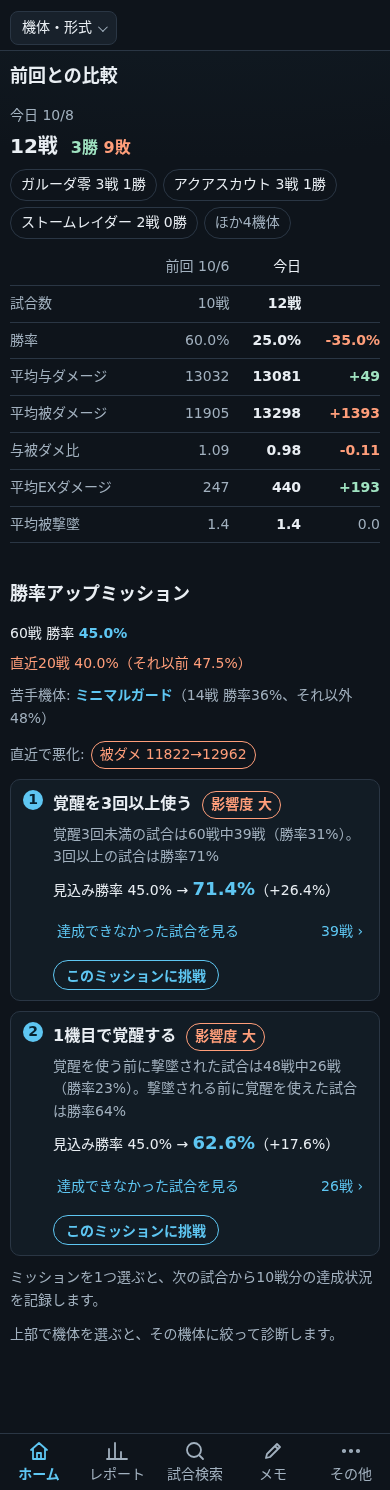 機体・形式
前回との比較
今日 10/8
12戦 3勝 9敗
ガルーダ零 3戦 1勝 アクアスカウト 3戦 1勝
ストームレイダー 2戦 0勝 ほか4機体
前回 10/6 今日
試合数 10戦 12戦
勝率 60.0% 25.0% -35.0%
平均与ダメージ 13032 13081 +49
平均被ダメージ 11905 13298 +1393
与被ダメ比 1.09 0.98 -0.11
平均EXダメージ 247 440 +193
平均被撃墜 1.4 1.4 0.0
勝率アップミッション
60戦 勝率 45.0%
直近20戦 40.0%（それ以前 47.5%）
苦手機体: ミニマルガード（14戦 勝率36%、それ以外
48%）
直近で悪化: 被ダメ 11822→12962
1 覚醒を3回以上使う 影響度 大
覚醒3回未満の試合は60戦中39戦（勝率31%）。
3回以上の試合は勝率71%
見込み勝率 45.0% → 71.4%（+26.4%）
達成できなかった試合を見る 39戦 ›
このミッションに挑戦
2 1機目で覚醒する 影響度 大
覚醒を使う前に撃墜された試合は48戦中26戦
（勝率23%）。撃墜される前に覚醒を使えた試合
は勝率64%
見込み勝率 45.0% → 62.6%（+17.6%）
達成できなかった試合を見る 26戦 ›
このミッションに挑戦
ミッションを1つ選ぶと、次の試合から10戦分の達成状況
を記録します。
上部で機体を選ぶと、その機体に絞って診断します。
ホーム レポート 試合検索 メモ その他